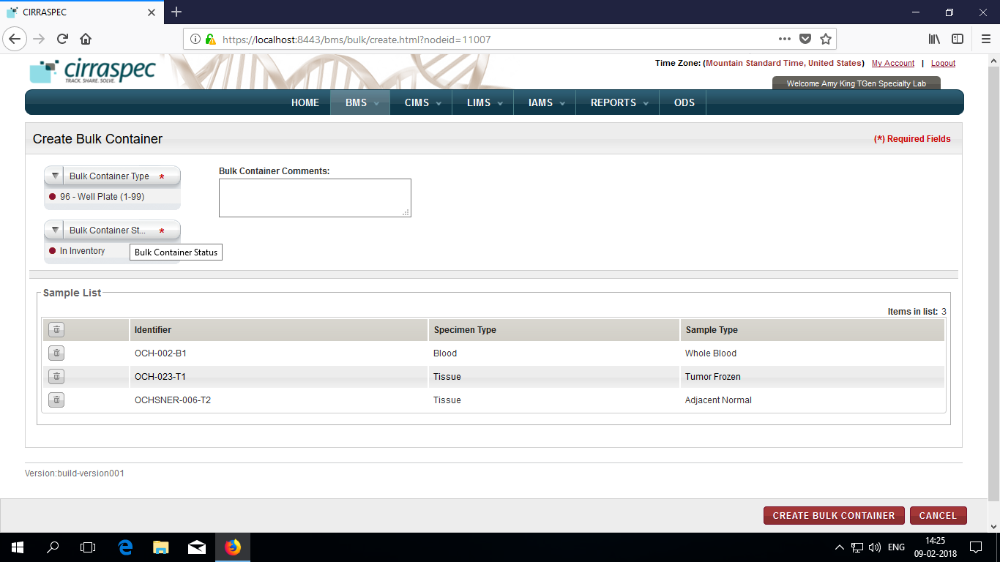 CIRRASPEC
https://localhost:8443/bms/bulk/create.html?nodeid=11007
cirraspec
TRACK. SHARE. SOLVE.
Time Zone: (Mountain Standard Time, United States) My Account | Logout
Welcome Amy King TGen Specialty Lab
HOME BMS CIMS LIMS IAMS REPORTS ODS
Create Bulk Container
(*) Required Fields
Bulk Container Type *
96 - Well Plate (1-99)
Bulk Container Comments:
Bulk Container St... *
In Inventory
Bulk Container Status
Sample List
Items in list: 3
Identifier Specimen Type Sample Type
OCH-002-B1 Blood Whole Blood
OCH-023-T1 Tissue Tumor Frozen
OCHSNER-006-T2 Tissue Adjacent Normal
Version:build-version001
CREATE BULK CONTAINER CANCEL
ENG
14:25
09-02-2018